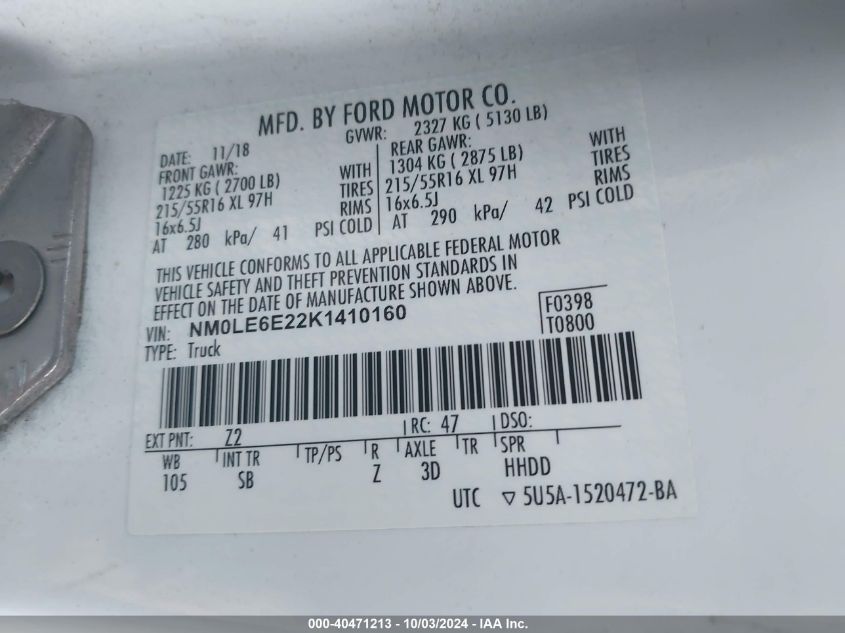 MFD. BY FORD MOTOR CO.
DATE: 11/18 GVWR: 2327 KG ( 5130 LB)
FRONT GAWR: REAR GAWR:
1225 KG ( 2700 LB) WITH 1304 KG ( 2875 LB) WITH
215/55R16 XL 97H TIRES 215/55R16 XL 97H TIRES
16x6.5J RIMS 16x6.5J RIMS
AT 280 kPa/ 41 PSI COLD AT 290 kPa/ 42 PSI COLD
THIS VEHICLE CONFORMS TO ALL APPLICABLE FEDERAL MOTOR
VEHICLE SAFETY AND THEFT PREVENTION STANDARDS IN
EFFECT ON THE DATE OF MANUFACTURE SHOWN ABOVE.
VIN: NM0LE6E22K1410160 F0398
TYPE: Truck T0800
EXT PNT: Z2 RC: 47 DSO:
WB INT TR TP/PS R AXLE TR SPR
105 SB Z 3D HHDD
UTC ▽ 5U5A-1520472-BA
000-40471213 - 10/03/2024 - IAA Inc.